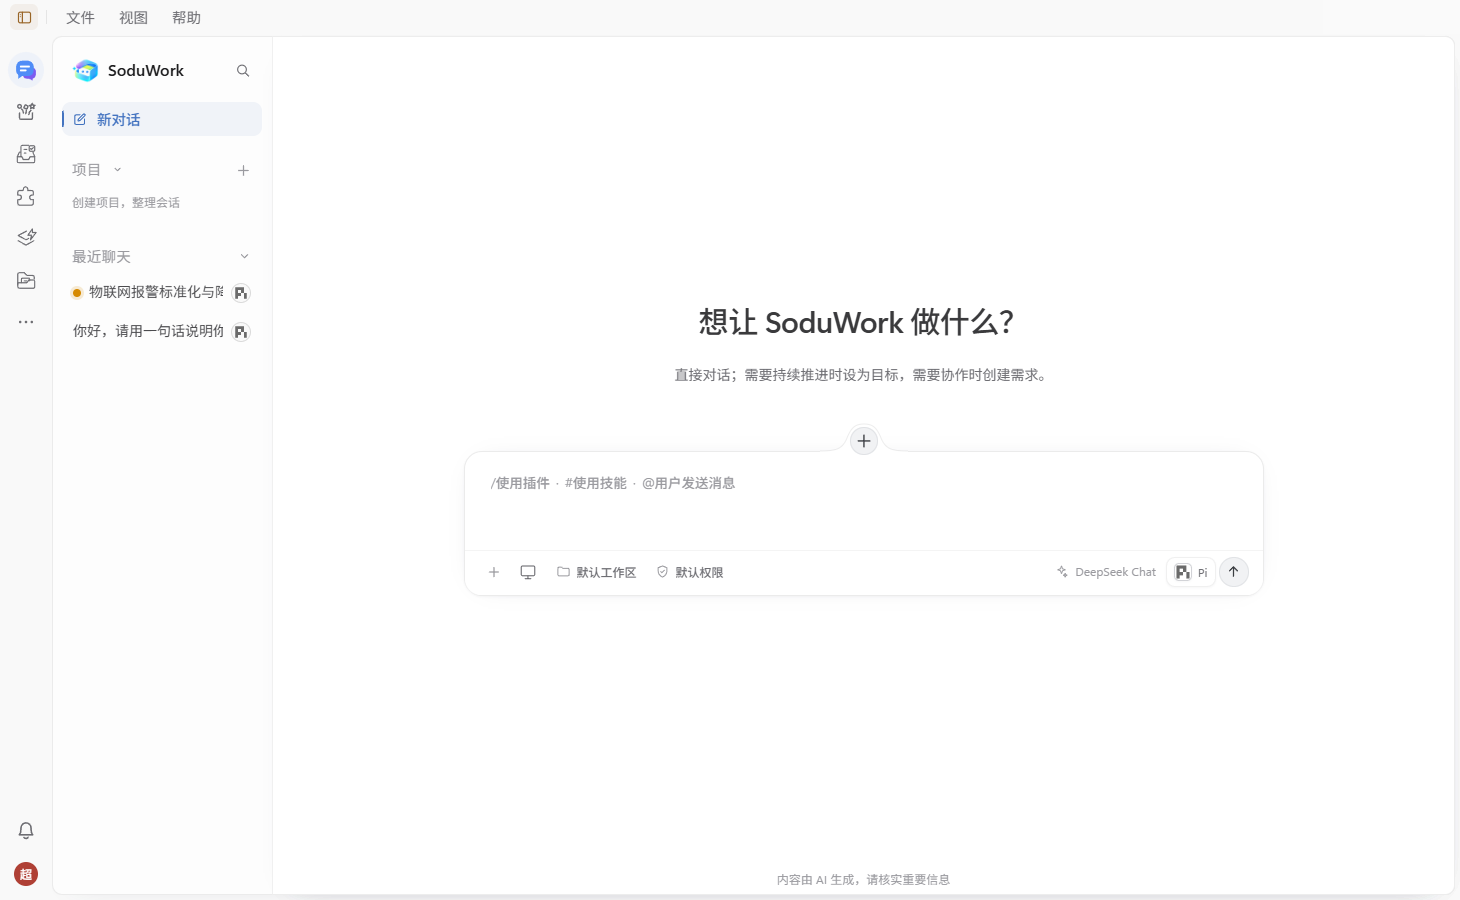 文件 视图 帮助
SoduWork
新对话
项目
创建项目，整理会话
最近聊天
物联网报警标准化与
你好，请用一句话说明
想让 SoduWork 做什么？
直接对话；需要持续推进时设为目标，需要协作时创建需求。
/使用插件 · #使用技能 · @用户发送消息
默认工作区 默认权限 DeepSeek Chat Pi
内容由 AI 生成，请核实重要信息
超